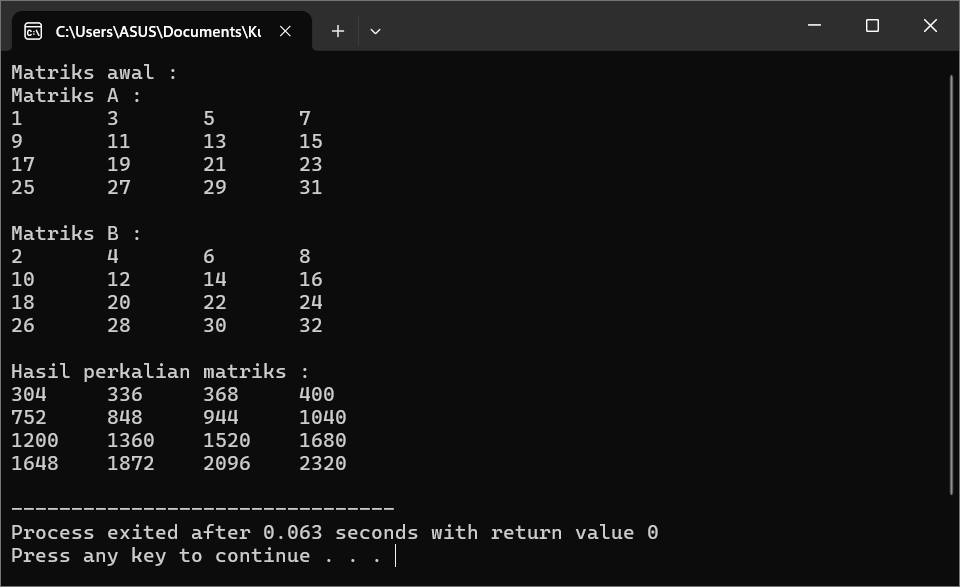 C:\Users\ASUS\Documents\Ku
Matriks awal :
Matriks A :
1 3 5 7
9 11 13 15
17 19 21 23
25 27 29 31
Matriks B :
2 4 6 8
10 12 14 16
18 20 22 24
26 28 30 32
Hasil perkalian matriks :
304 336 368 400
752 848 944 1040
1200 1360 1520 1680
1648 1872 2096 2320
--------------------------------
Process exited after 0.063 seconds with return value 0
Press any key to continue . . .